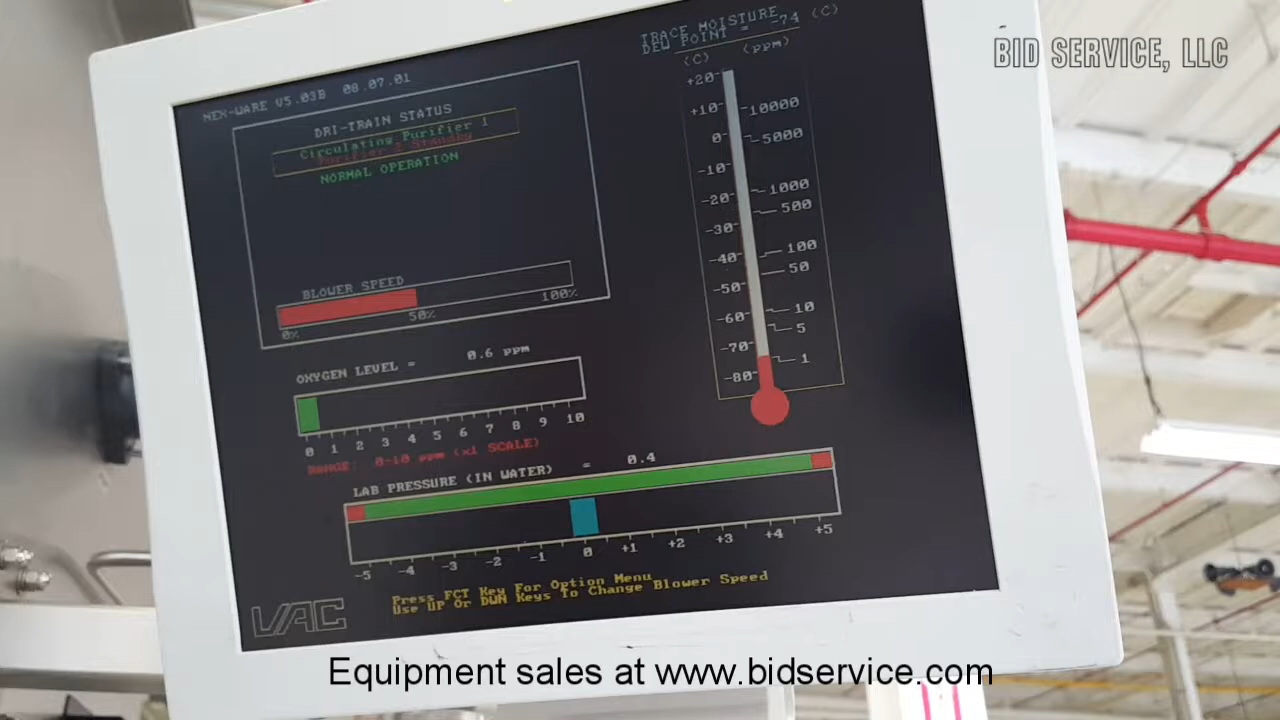 BID SERVICE, LLC
NEX-WARE V5.03B 08.07.01
DRI-TRAIN STATUS
Circulating Purifier 1
Purifier 2 Standby
NORMAL OPERATION
BLOWER SPEED
0% 50% 100%
OXYGEN LEVEL = 0.6 ppm
0 1 2 3 4 5 6 7 8 9 10
RANGE: 0-10 ppm (x1 SCALE)
LAB PRESSURE (IN WATER) = 0.4
-5 -4 -3 -2 -1 0 +1 +2 +3 +4 +5
Press FCT Key For Option Menu
Use UP Or DWN Keys To Change Blower Speed
VAC
TRACE MOISTURE
DEW POINT = -74 (C)
(C) (ppm)
+20
+10 10000
0 5000
-10
-20 1000
500
-30
-40 100
50
-50
-60 10
5
-70
1
-80
Equipment sales at www.bidservice.com